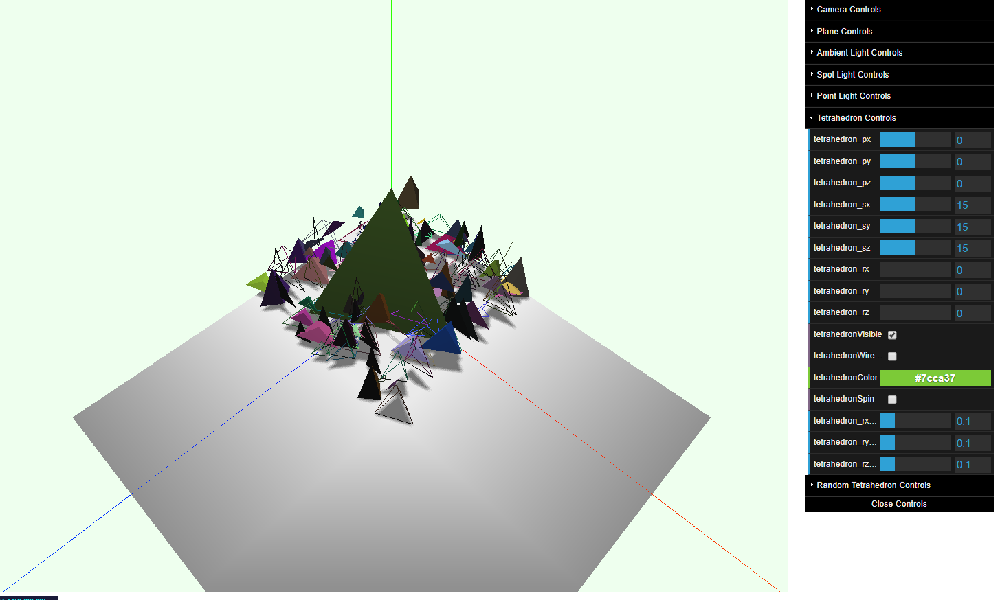 Camera Controls
Plane Controls
Ambient Light Controls
Spot Light Controls
Point Light Controls
Tetrahedron Controls
tetrahedron_px 0
tetrahedron_py 0
tetrahedron_pz 0
tetrahedron_sx 15
tetrahedron_sy 15
tetrahedron_sz 15
tetrahedron_rx 0
tetrahedron_ry 0
tetrahedron_rz 0
tetrahedronVisible
tetrahedronWire...
tetrahedronColor #7cca37
tetrahedronSpin
tetrahedron_rx... 0.1
tetrahedron_ry... 0.1
tetrahedron_rz... 0.1
Random Tetrahedron Controls
Close Controls